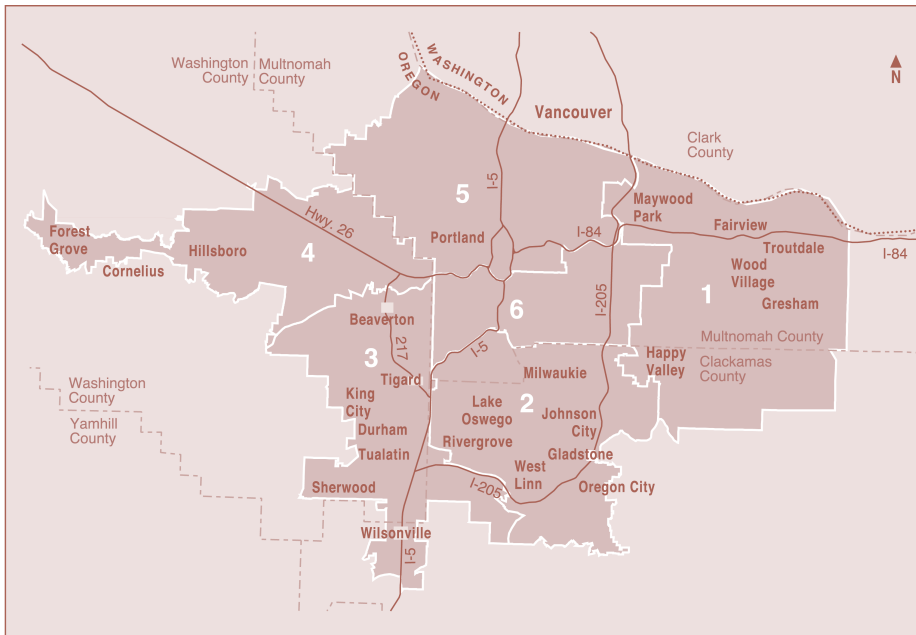 WASHINGTON
OREGON
N
Washington
County
Multnomah
County
Vancouver
Clark
County
5
I-5
Maywood
Park
Hwy. 26
Fairview
Forest
Grove
Portland
I-84
Hillsboro
4
Troutdale
I-84
Cornelius
Wood
Village
1
I-205
Gresham
6
Beaverton
Multnomah County
217
I-5
3
Happy
Valley
Clackamas
County
Milwaukie
Tigard
Washington
County
King
City
Lake
Oswego
2
Johnson
City
Yamhill
County
Durham
Rivergrove
Tualatin
Gladstone
West
Linn
Sherwood
I-205
Oregon City
Wilsonville
I-5